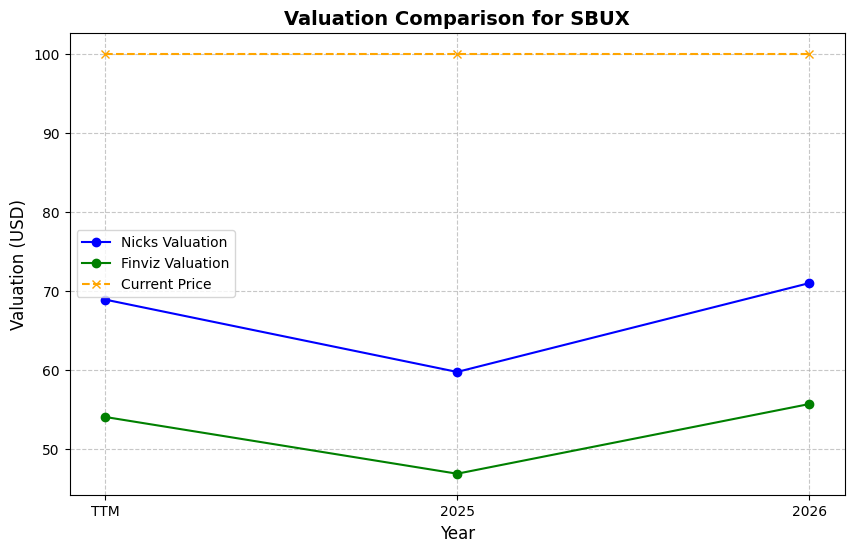 Valuation Comparison for SBUX
Valuation (USD)
100
90
80
70
60
50
Nicks Valuation
Finviz Valuation
Current Price
TTM
2025
2026
Year